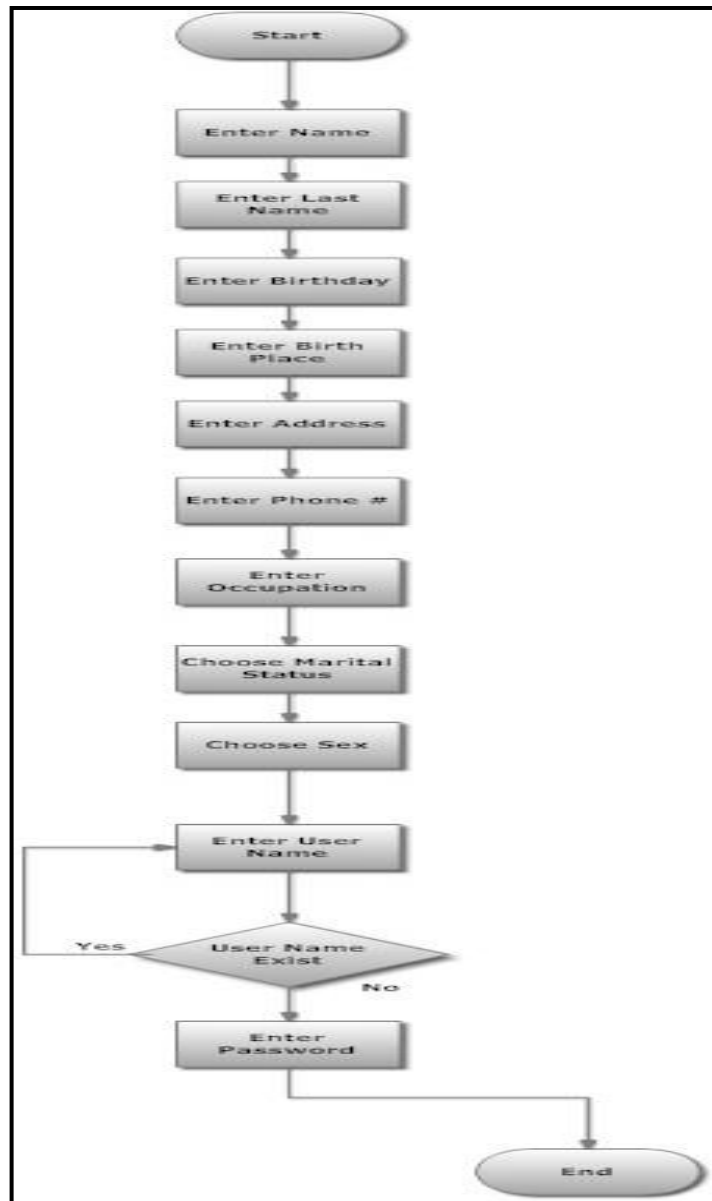 Start
Enter Name
Enter Last
Name
Enter Birthday
Enter Birth
Place
Enter Address
Enter Phone #
Enter
Occupation
Choose Marital
Status
Choose Sex
Enter User
Name
Yes
User Name
Exist
No
Enter
Password
End